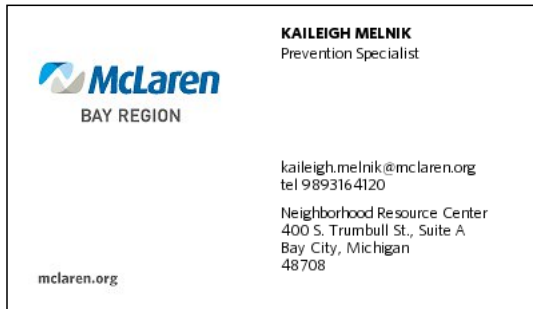 KAILEIGH MELNIK
Prevention Specialist
McLaren
BAY REGION
kaileigh.melnik@mclaren.org
tel 9893164120
Neighborhood Resource Center
400 S. Trumbull St., Suite A
Bay City, Michigan
48708
mclaren.org